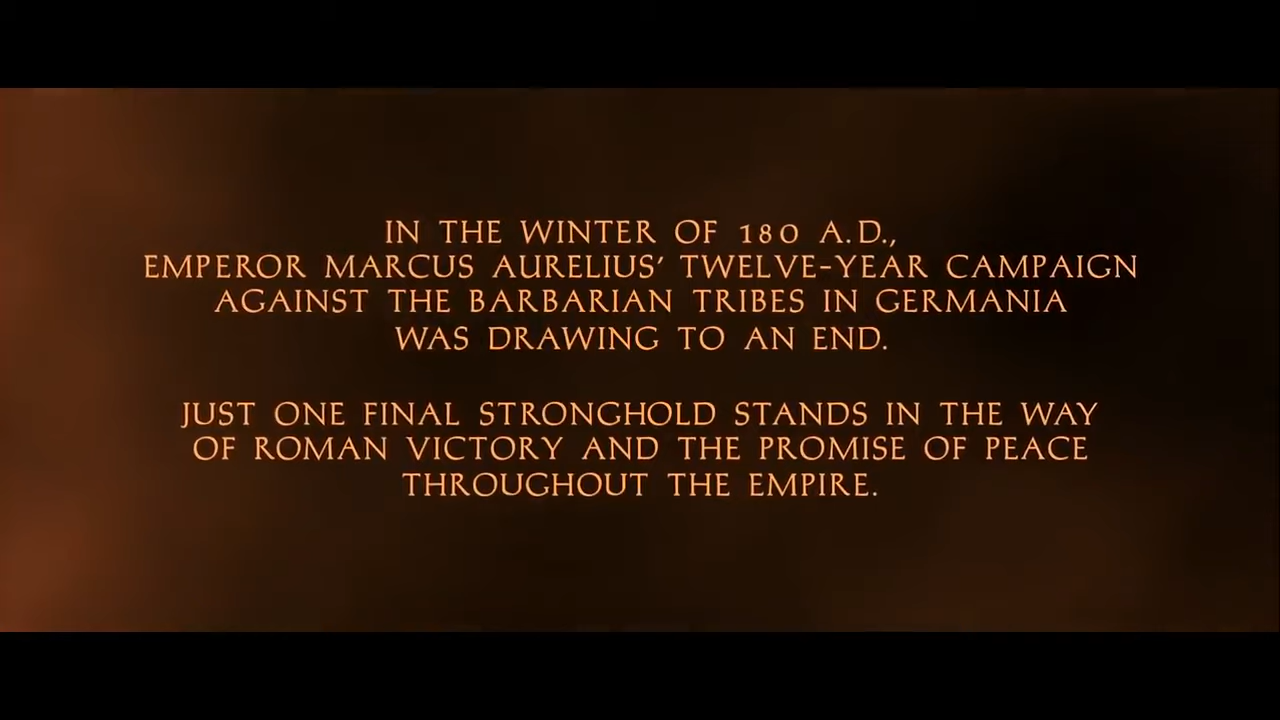 IN THE WINTER OF 180 A.D.,
EMPEROR MARCUS AURELIUS' TWELVE-YEAR CAMPAIGN
AGAINST THE BARBARIAN TRIBES IN GERMANIA
WAS DRAWING TO AN END.
JUST ONE FINAL STRONGHOLD STANDS IN THE WAY
OF ROMAN VICTORY AND THE PROMISE OF PEACE
THROUGHOUT THE EMPIRE.